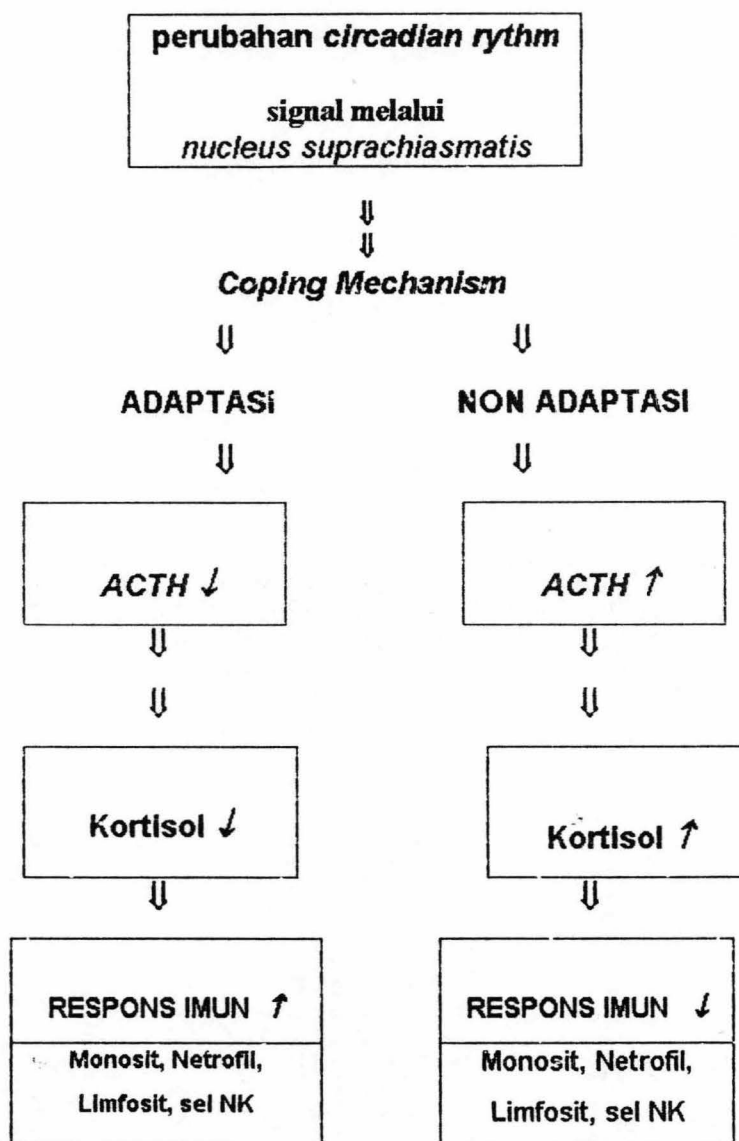 perubahan circadian rythm
signal melalui
nucleus suprachiasmatis
⇓
⇓
Coping Mechanism
⇓ ⇓
ADAPTASI NON ADAPTASI
⇓ ⇓
ACTH ↓ ACTH ↑
⇓ ⇓
⇓ ⇓
Kortisol ↓ Kortisol ↑
⇓ ⇓
RESPONS IMUN ↑ RESPONS IMUN ↓
Monosit, Netrofil, Monosit, Netrofil,
Limfosit, sel NK Limfosit, sel NK